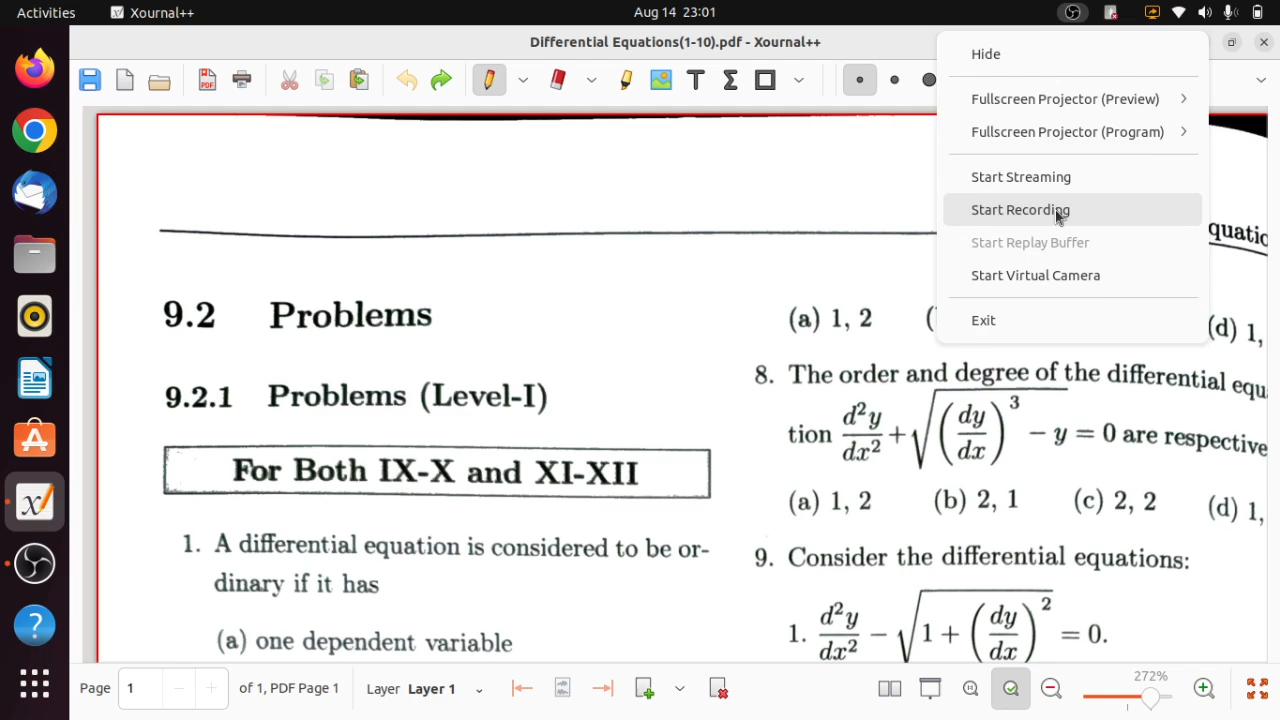 Activities
Xournal++
Aug 14 23:01
Differential Equations(1-10).pdf - Xournal++
Hide
Fullscreen Projector (Preview)
Fullscreen Projector (Program)
Start Streaming
Start Recording
Start Replay Buffer
Start Virtual Camera
Exit
9.2 Problems
9.2.1 Problems (Level-I)
For Both IX-X and XI-XII
1. A differential equation is considered to be or-
dinary if it has
(a) one dependent variable
(a) 1, 2 (d) 1,
8. The order and degree of the differential equ
tion d²y/dx² + √((dy/dx)³ − y) = 0 are respective
(a) 1, 2 (b) 2, 1 (c) 2, 2 (d) 1,
9. Consider the differential equations:
1. d²y/dx² − √(1 + (dy/dx)²) = 0.
Page 1 of 1, PDF Page 1 Layer Layer 1 272%